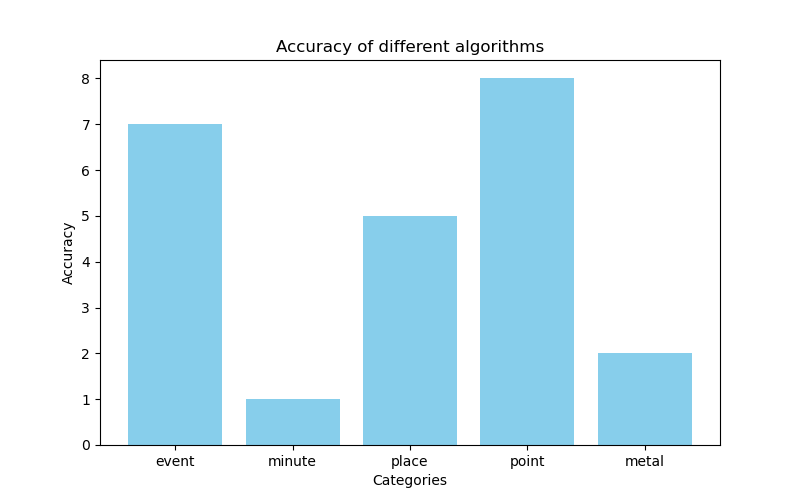 Accuracy of different algorithms
Accuracy
8
7
6
5
4
3
2
1
0
event minute place point metal
Categories